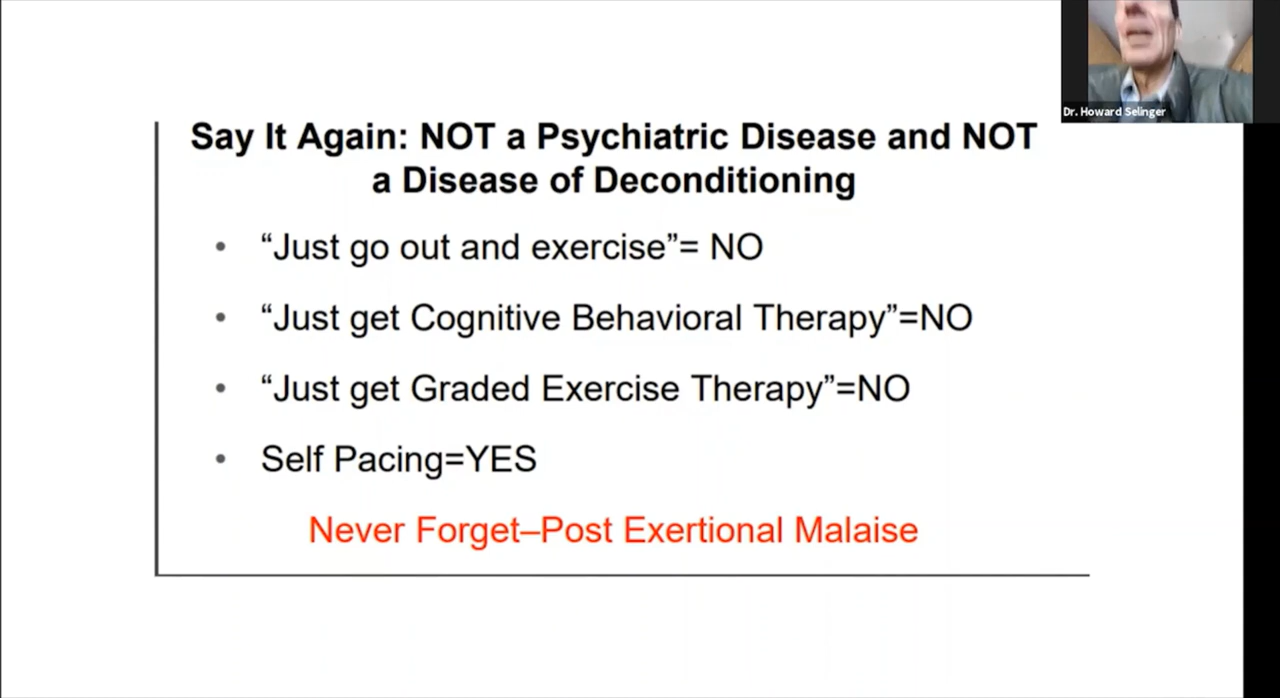 Dr. Howard Selinger
Say It Again: NOT a Psychiatric Disease and NOT
a Disease of Deconditioning
• “Just go out and exercise”= NO
• “Just get Cognitive Behavioral Therapy”=NO
• “Just get Graded Exercise Therapy”=NO
• Self Pacing=YES
Never Forget–Post Exertional Malaise